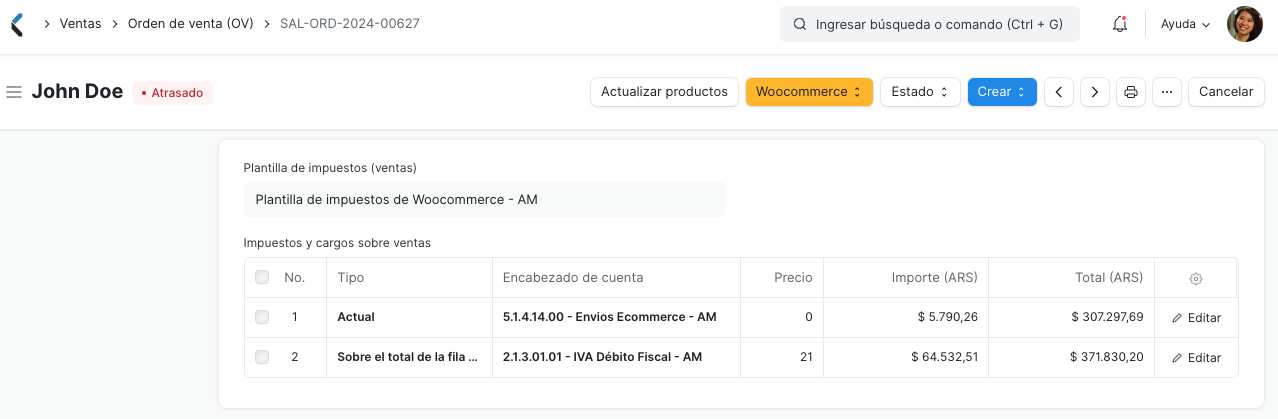 Ventas Orden de venta (OV) SAL-ORD-2024-00627 Ingresar búsqueda o comando (Ctrl + G) Ayuda
John Doe • Atrasado Actualizar productos Woocommerce Estado Crear ... Cancelar
Plantilla de impuestos (ventas)
Plantilla de impuestos de Woocommerce - AM
Impuestos y cargos sobre ventas
No. Tipo Encabezado de cuenta Precio Importe (ARS) Total (ARS)
1 Actual 5.1.4.14.00 - Envios Ecommerce - AM 0 $ 5.790,26 $ 307.297,69 Editar
2 Sobre el total de la fila ... 2.1.3.01.01 - IVA Débito Fiscal - AM 21 $ 64.532,51 $ 371.830,20 Editar